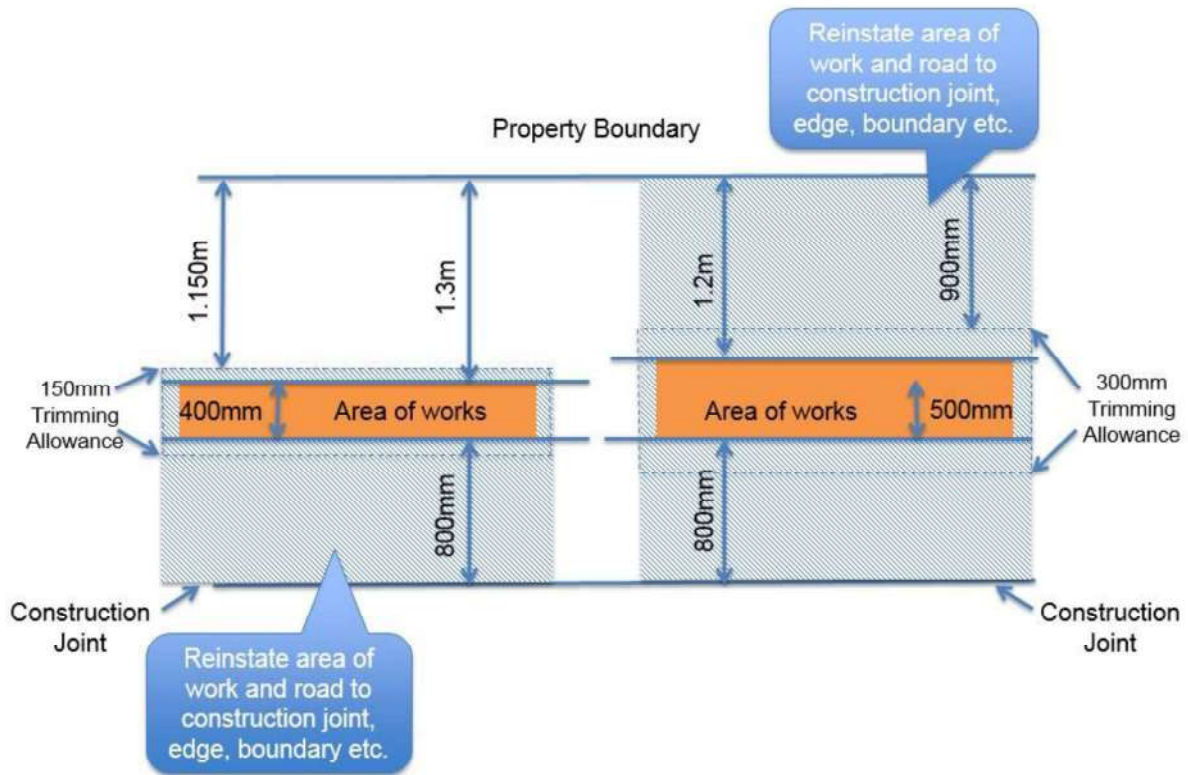 Reinstate area of
work and road to
construction joint,
edge, boundary etc.
Property Boundary
1.150m
1.3m
1.2m
900mm
150mm
Trimming
Allowance
400mm
Area of works
Area of works
500mm
300mm
Trimming
Allowance
800mm
800mm
Construction
Joint
Construction
Joint
Reinstate area of
work and road to
construction joint,
edge, boundary etc.